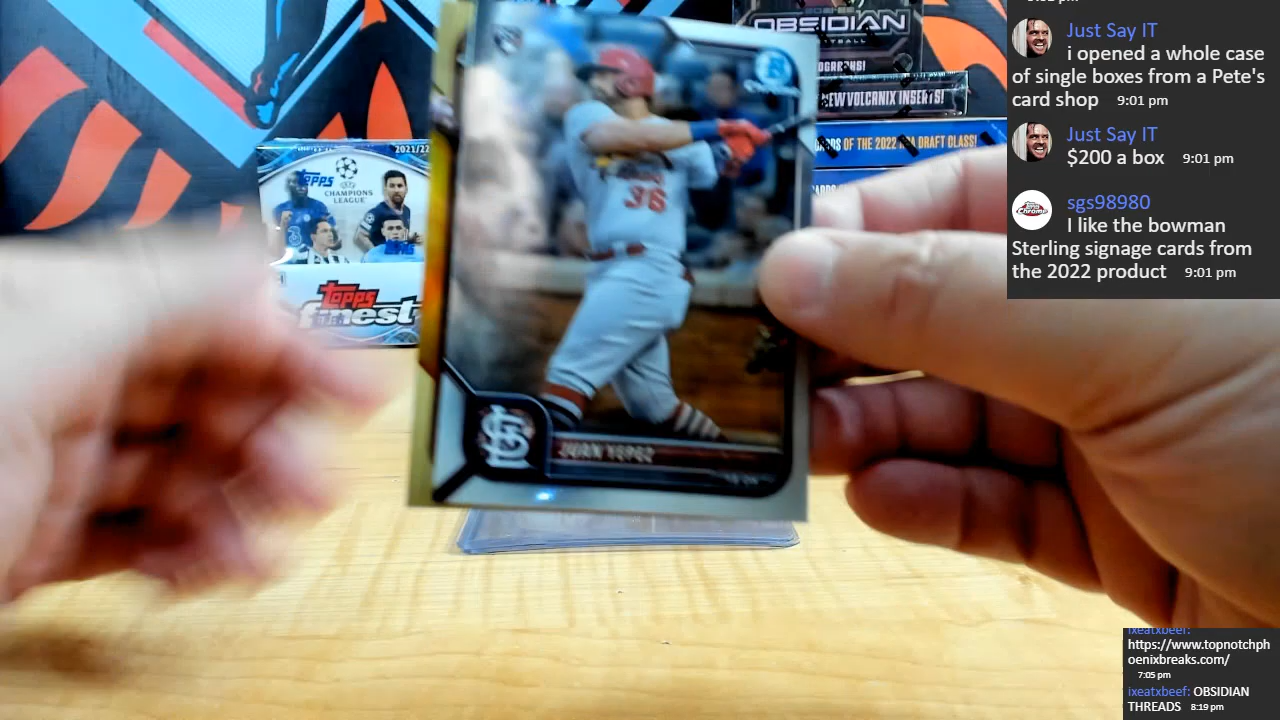 Just Say IT
i opened a whole case
of single boxes from a Pete's
card shop 9:01 pm
Just Say IT
$200 a box 9:01 pm
sgs98980
I like the bowman
Sterling signage cards from
the 2022 product 9:01 pm
OBSIDIAN
NEW VOLCANIX INSERTS!
OF THE 2022 NBA DRAFT CLASS!
2021/22
TOPPS
CHAMPIONS
LEAGUE
Topps
finest
36
JUAN YEPEZ
ixeatxbeef:
https://www.topnotchph
oenixbreaks.com/
7:05 pm
ixeatxbeef: OBSIDIAN
THREADS 8:19 pm